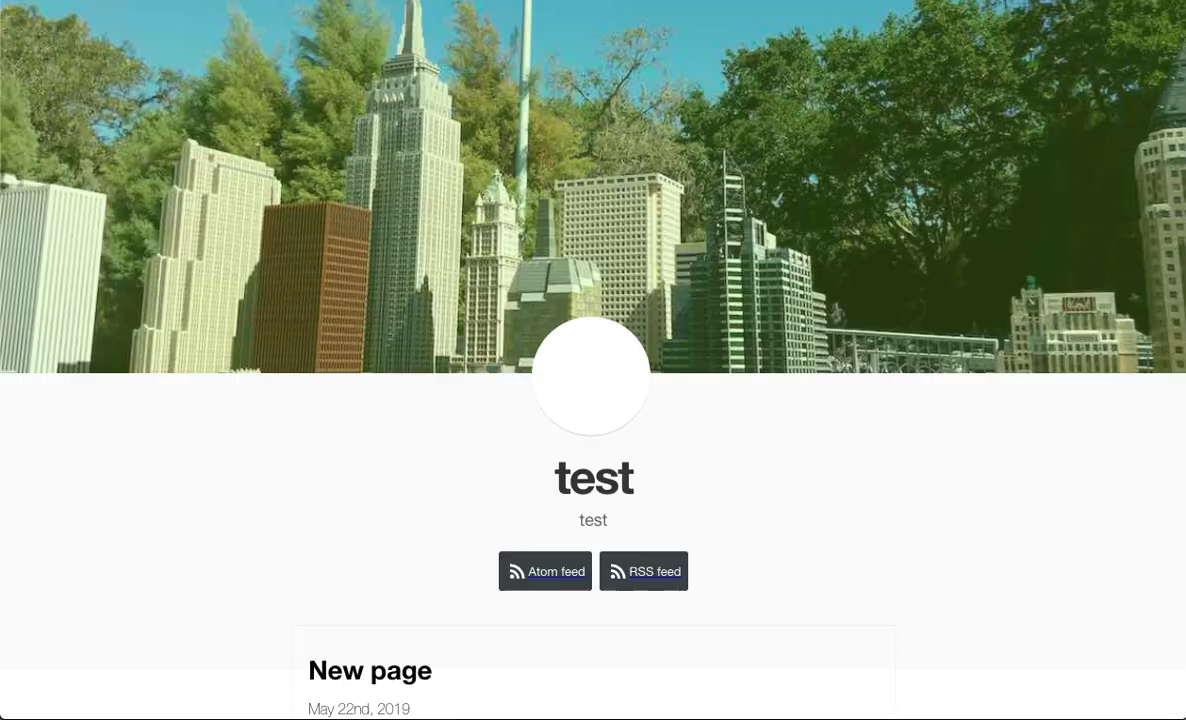 test
test
Atom feed RSS feed
New page
May 22nd, 2019